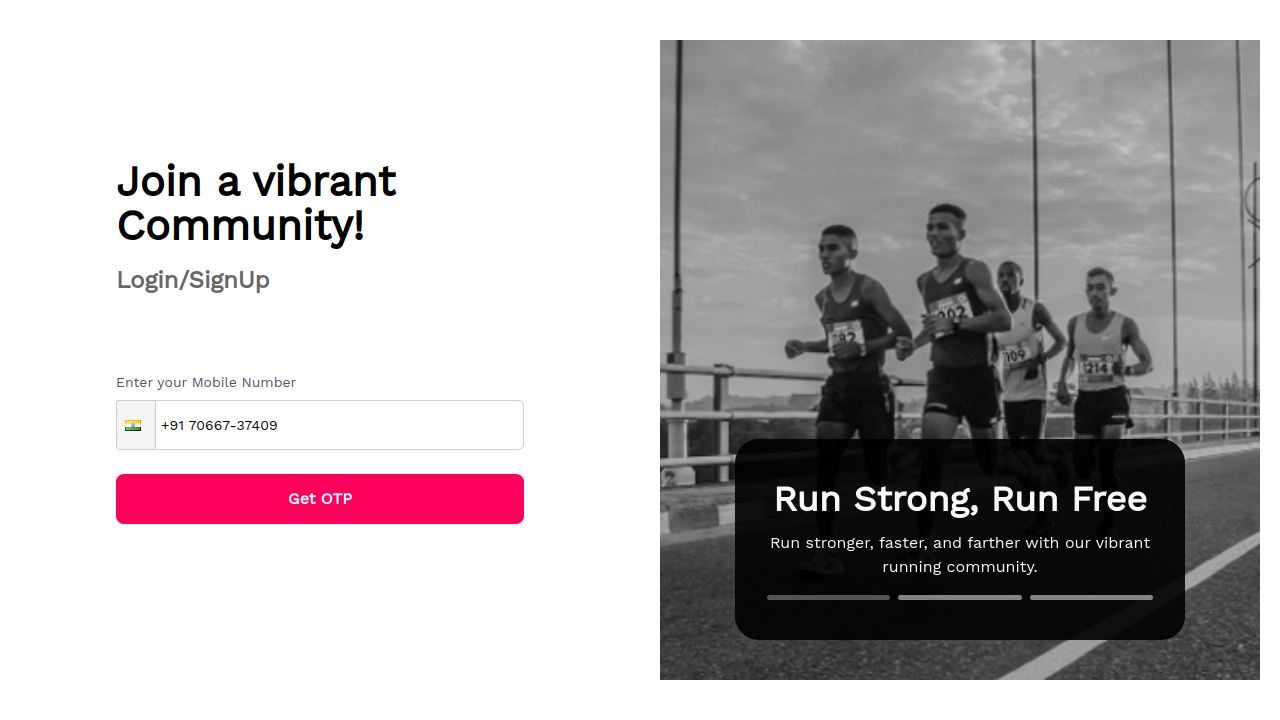 Join a vibrant
Community!
Login/SignUp
Enter your Mobile Number
+91 70667-37409
Get OTP
202
109
214
Run Strong, Run Free
Run stronger, faster, and farther with our vibrant
running community.